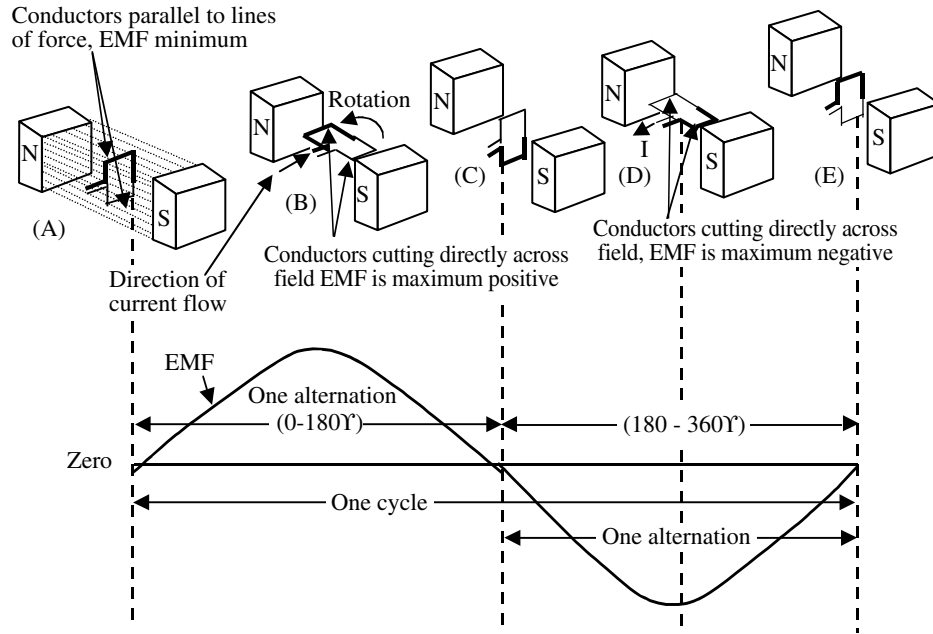 Conductors parallel to lines
of force, EMF minimum
N
S
(A)
N
S
(B)
Rotation
N
S
(C)
N
S
I
(D)
N
S
(E)
Direction of
current flow
Conductors cutting directly across
field EMF is maximum positive
Conductors cutting directly across
field, EMF is maximum negative
EMF
One alternation
(0-180ϒ)
(180 - 360ϒ)
Zero
One cycle
One alternation